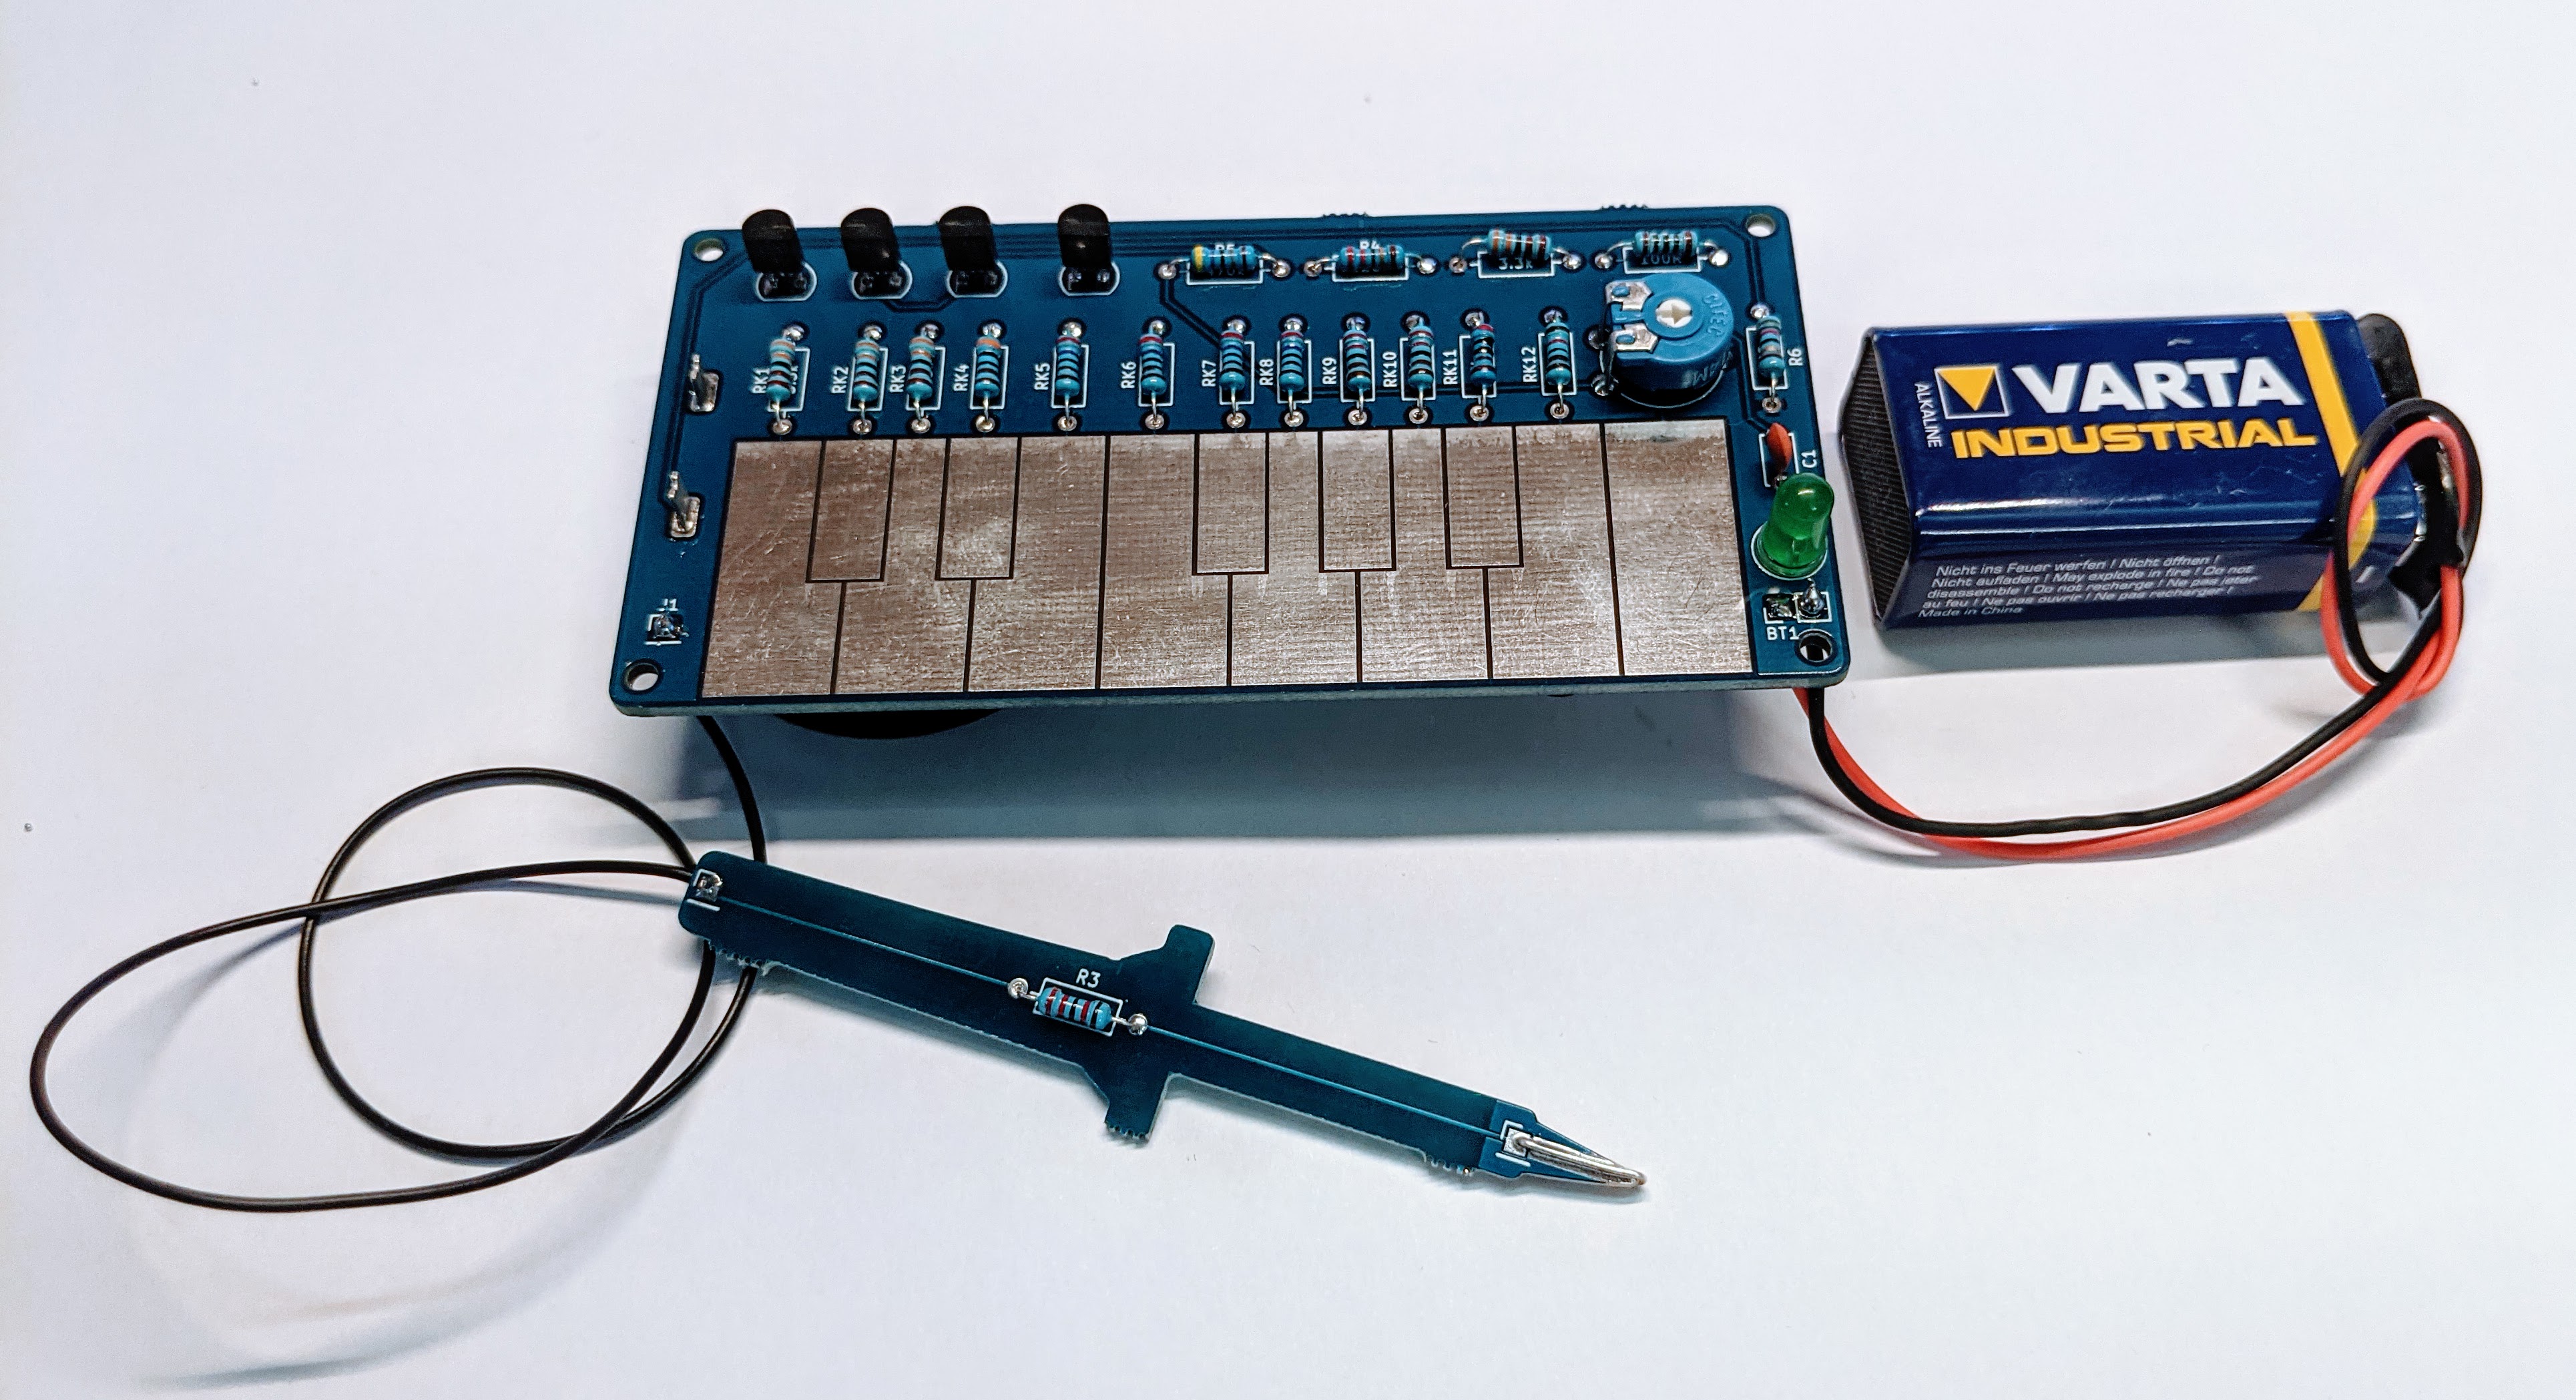 R5
R4
3.3k
100R
RK1
RK2
RK3
RK4
RK5
RK6
RK7
RK8
RK9
RK10
RK11
RK12
R6
C1
J1
BT1
R3
ALKALINE
VARTA
INDUSTRIAL
Nicht ins Feuer werfen ! Nicht öffnen !
Nicht aufladen ! May explode in fire ! Do not
disassemble ! Do not recharge ! Ne pas jeter
au feu ! Ne pas ouvrir ! Ne pas recharger !
Made in China